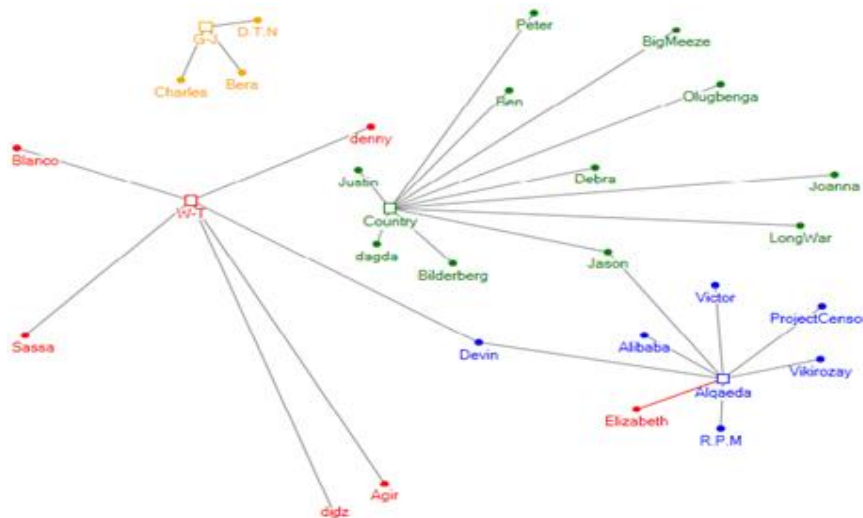 Peter
D.T.N
G-J
BigMeeze
Charles
Bera
Ben
Olugbenga
denny
Blanco
Justin
Debra
Joanna
W-T
Country
LongWar
dagda
Bilderberg
Jason
Victor
ProjectCenso
Sassa
Devin
Alibaba
Vikirozay
Alqaeda
Elizabeth
R.P.M
Agir
didz